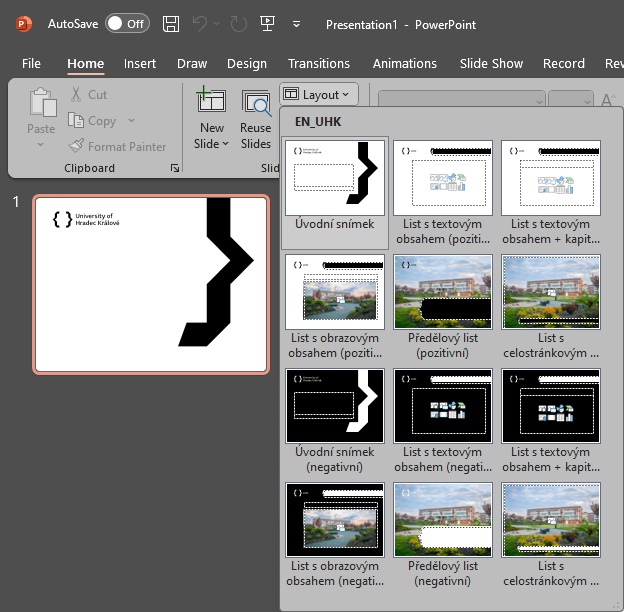 AutoSave Off Presentation1 - PowerPoint
File Home Insert Draw Design Transitions Animations Slide Show Record Rev
Paste
Cut
Copy
Format Painter
Clipboard
New
Slide
Reuse
Slides
Layout
Slid
A
EN_UHK
Úvodní snímek
List s textovým
obsahem (poziti...
List s textovým
obsahem + kapit...
List s obrazovým
obsahem (poziti...
Předělový list
(pozitivní)
List s
celostránkovým ...
Úvodní snímek
(negativní)
List s textovým
obsahem (negati...
List s textovým
obsahem + kapit...
List s obrazovým
obsahem (negati...
Předělový list
(negativní)
List s
celostránkovým ...
1
University of
Hradec Králové